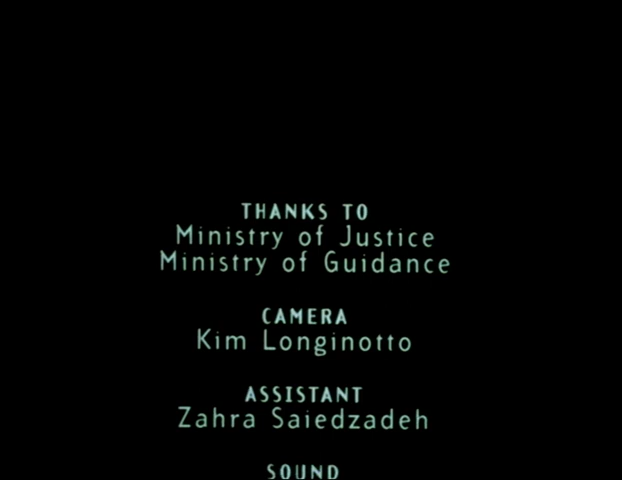 THANKS TO
Ministry of Justice
Ministry of Guidance
CAMERA
Kim Longinotto
ASSISTANT
Zahra Saiedzadeh
SOUND